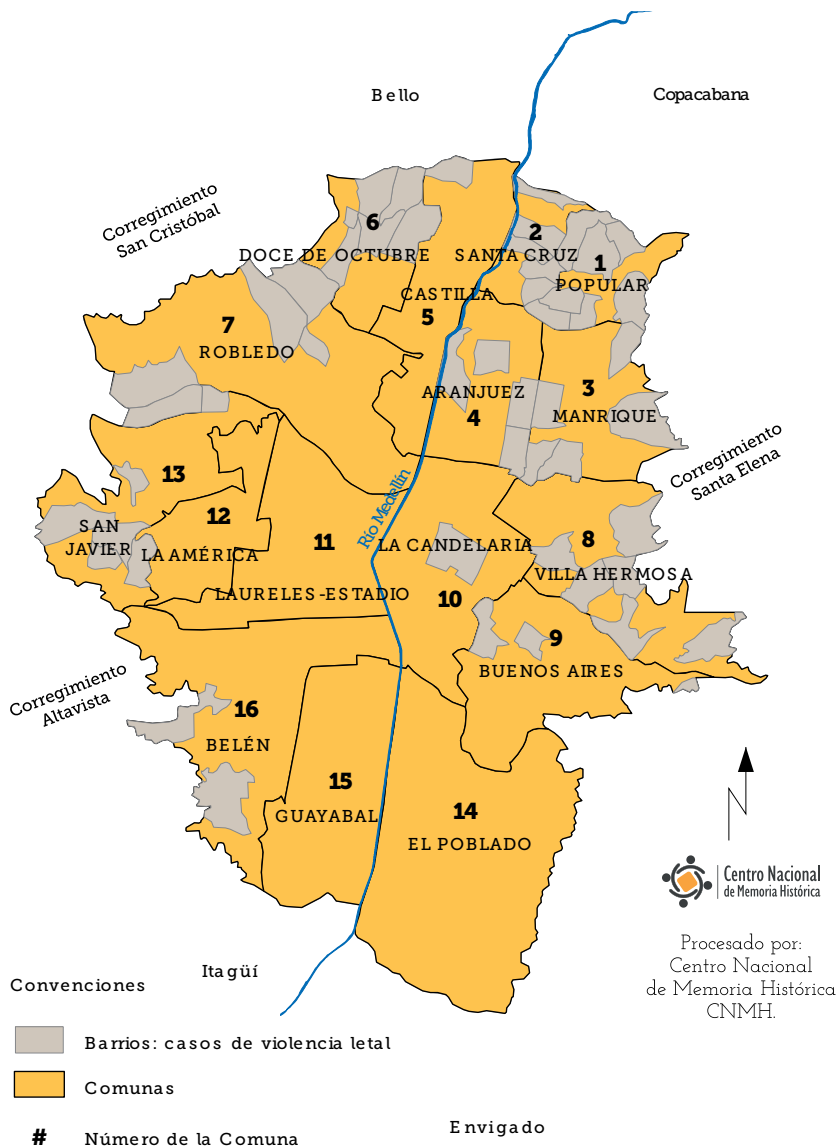 Bello
Copacabana
Corregimiento
San Cristóbal
6
DOCE DE OCTUBRE
2
SANTA CRUZ
1
POPULAR
CASTILLA
5
7
ROBLEDO
ARANJUEZ
4
3
MANRIQUE
Corregimiento
Santa Elena
13
SAN
JAVIER
12
LA AMÉRICA
11
LAURELES-ESTADIO
Río Medellín
LA CANDELARIA
10
8
VILLA HERMOSA
9
BUENOS AIRES
Corregimiento
Altavista
16
BELÉN
15
GUAYABAL
14
EL POBLADO
Centro Nacional
de Memoria Histórica
Procesado por:
Centro Nacional
de Memoria Histórica
CNMH.
Itagüí
Convenciones
Barrios: casos de violencia letal
Comunas
# Número de la Comuna
Envigado